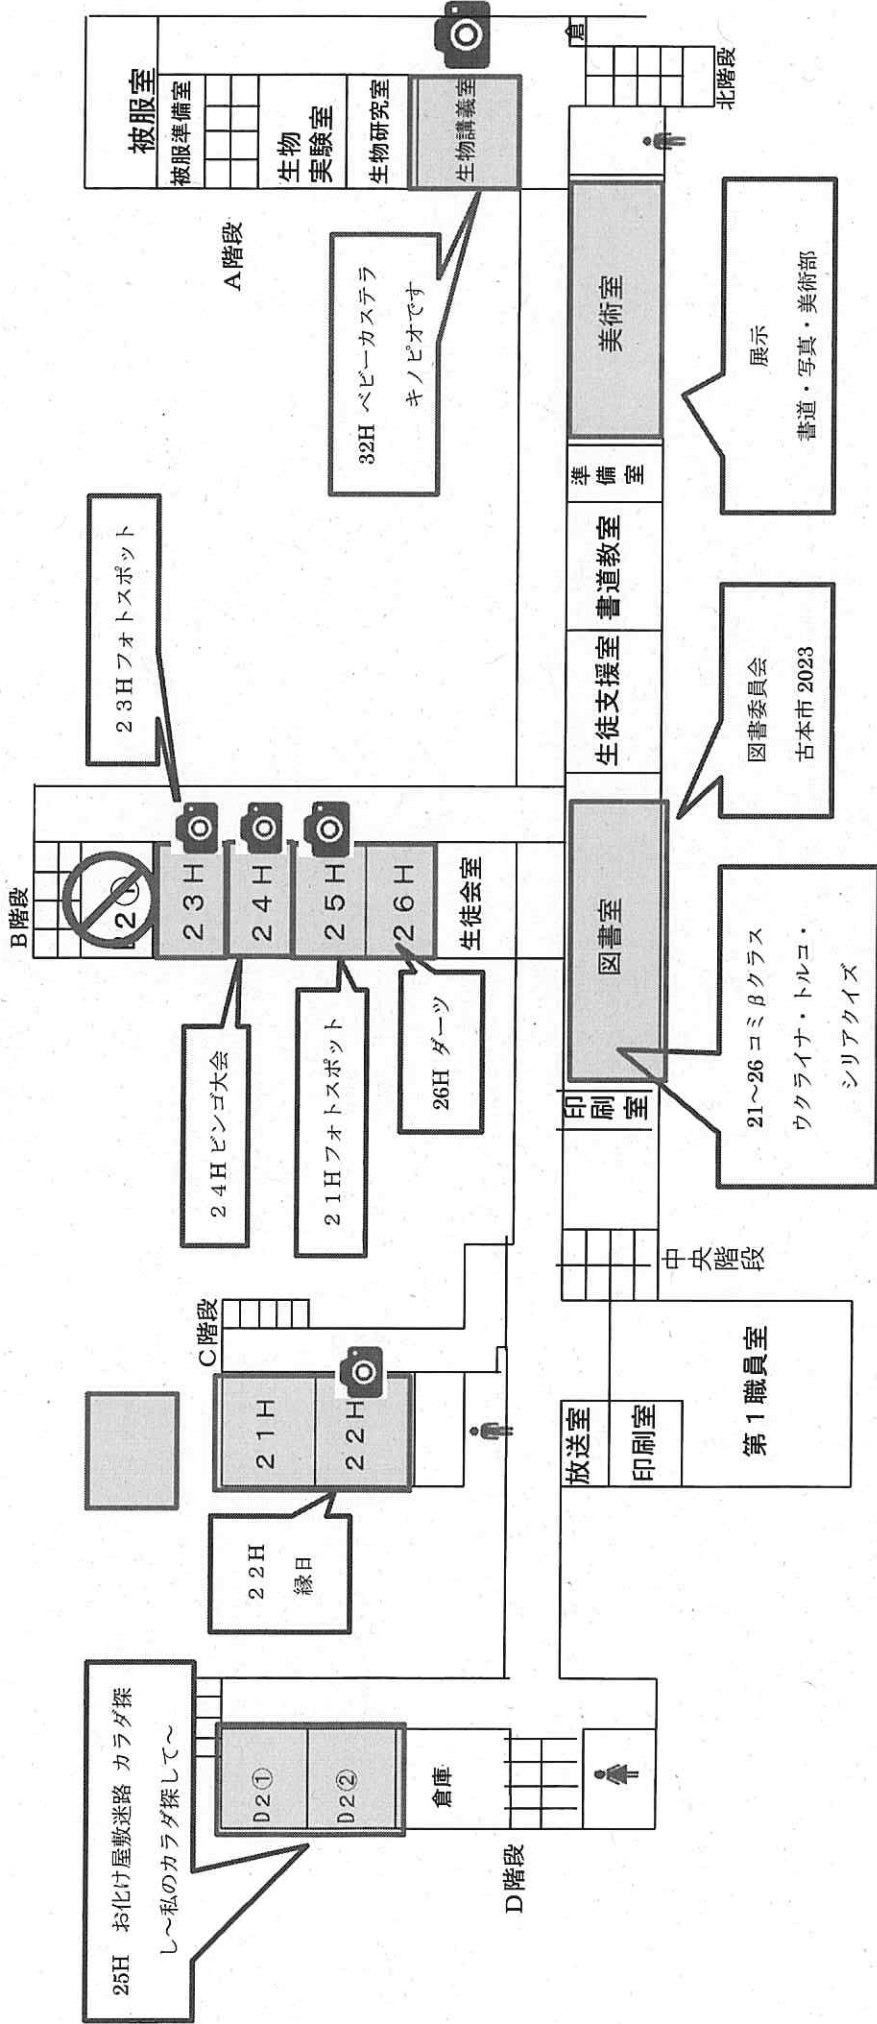 25H お化け屋敷迷路 カラダ探
し～私のカラダ探して～
D2①
D2②
倉庫
D階段
22H
縁日
C階段
21H
22H
放送室
印刷室
第1職員室
中央階段
B階段
2①
23H
24H
25H
26H
生徒会室
23Hフォトスポット
24Hビンゴ大会
21Hフォトスポット
26H ダーツ
印刷室
図書室
21～26コミβクラス
ウクライナ・トルコ・
シリアクイズ
図書委員会
古本市2023
生徒支援室
書道教室
準備室
美術室
展示
書道・写真・美術部
A階段
被服室
被服準備室
生物
実験室
生物研究室
生物講義室
32H ベビーカステラ
キノピオです
倉
北階段